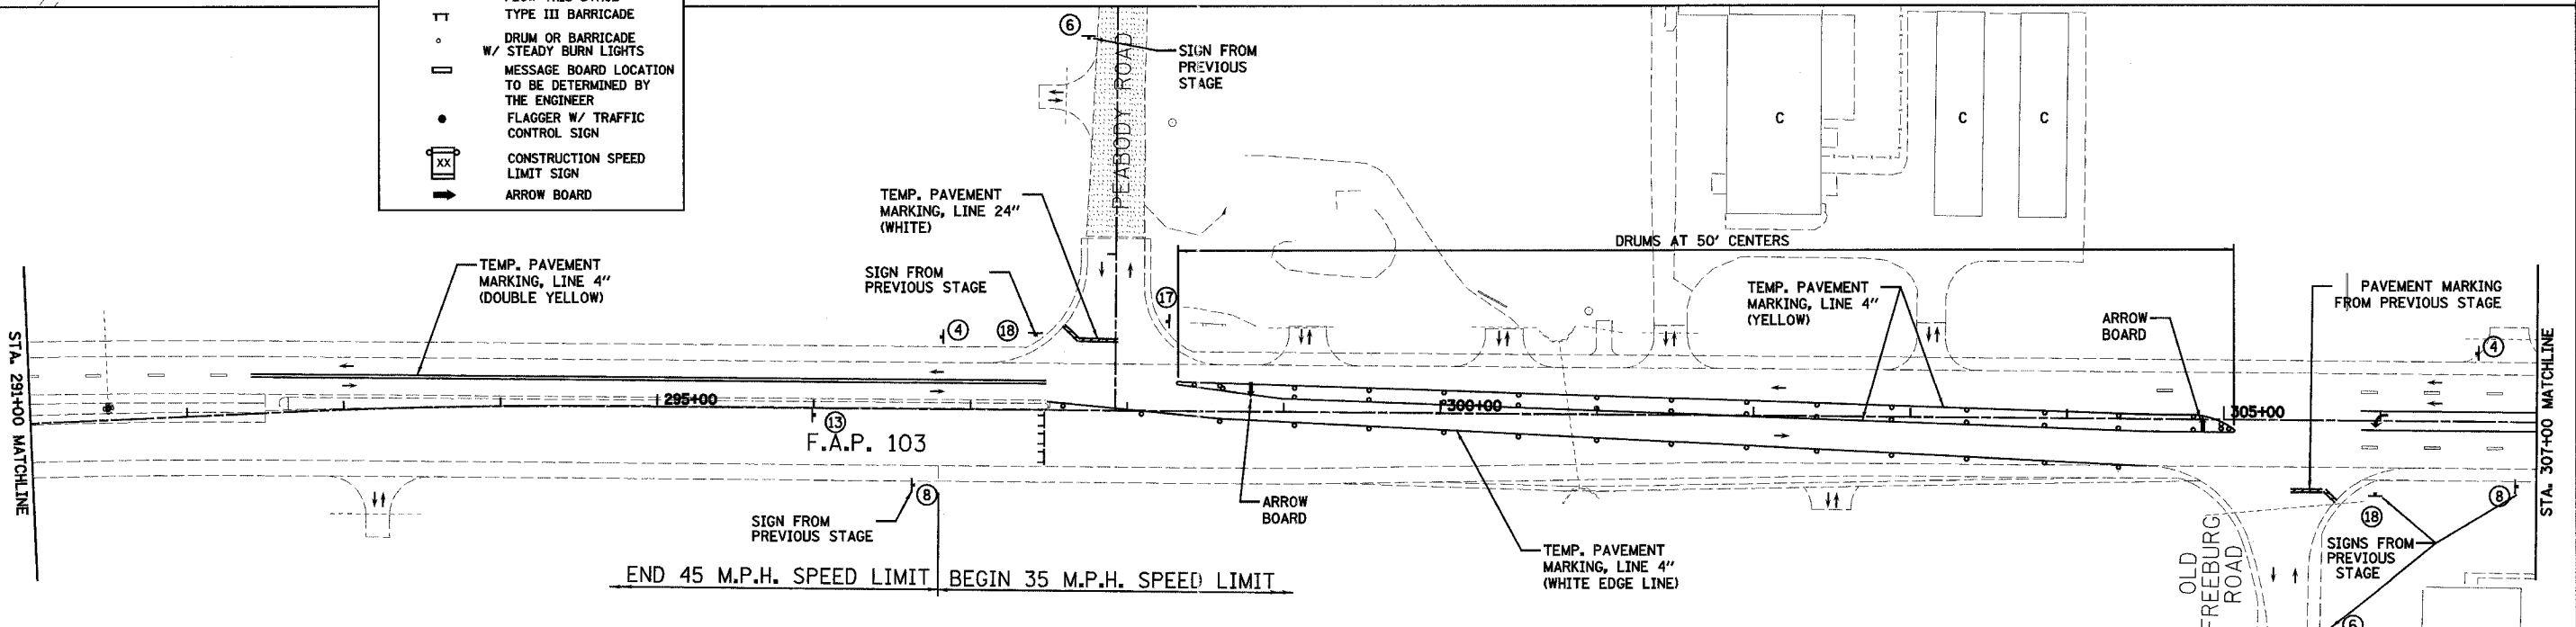 TYPE III BARRICADE
DRUM OR BARRICADE
W/ STEADY BURN LIGHTS
MESSAGE BOARD LOCATION
TO BE DETERMINED BY
THE ENGINEER
FLAGGER W/ TRAFFIC
CONTROL SIGN
XX
CONSTRUCTION SPEED
LIMIT SIGN
ARROW BOARD
6
SIGN FROM
PREVIOUS
STAGE
PEABODY ROAD
C
C
C
TEMP. PAVEMENT
MARKING, LINE 24"
(WHITE)
DRUMS AT 50' CENTERS
TEMP. PAVEMENT
MARKING, LINE 4"
(DOUBLE YELLOW)
SIGN FROM
PREVIOUS STAGE
17
4
18
TEMP. PAVEMENT
MARKING, LINE 4"
(YELLOW)
ARROW
BOARD
PAVEMENT MARKING
FROM PREVIOUS STAGE
4
STA. 291+00 MATCHLINE
295+00
300+00
305+00
STA. 307+00 MATCHLINE
13
F.A.P. 103
8
SIGN FROM
PREVIOUS STAGE
ARROW
BOARD
TEMP. PAVEMENT
MARKING, LINE 4"
(WHITE EDGE LINE)
END 45 M.P.H. SPEED LIMIT
BEGIN 35 M.P.H. SPEED LIMIT
OLD
FREEBURG
ROAD
18
8
SIGNS FROM
PREVIOUS
STAGE
6